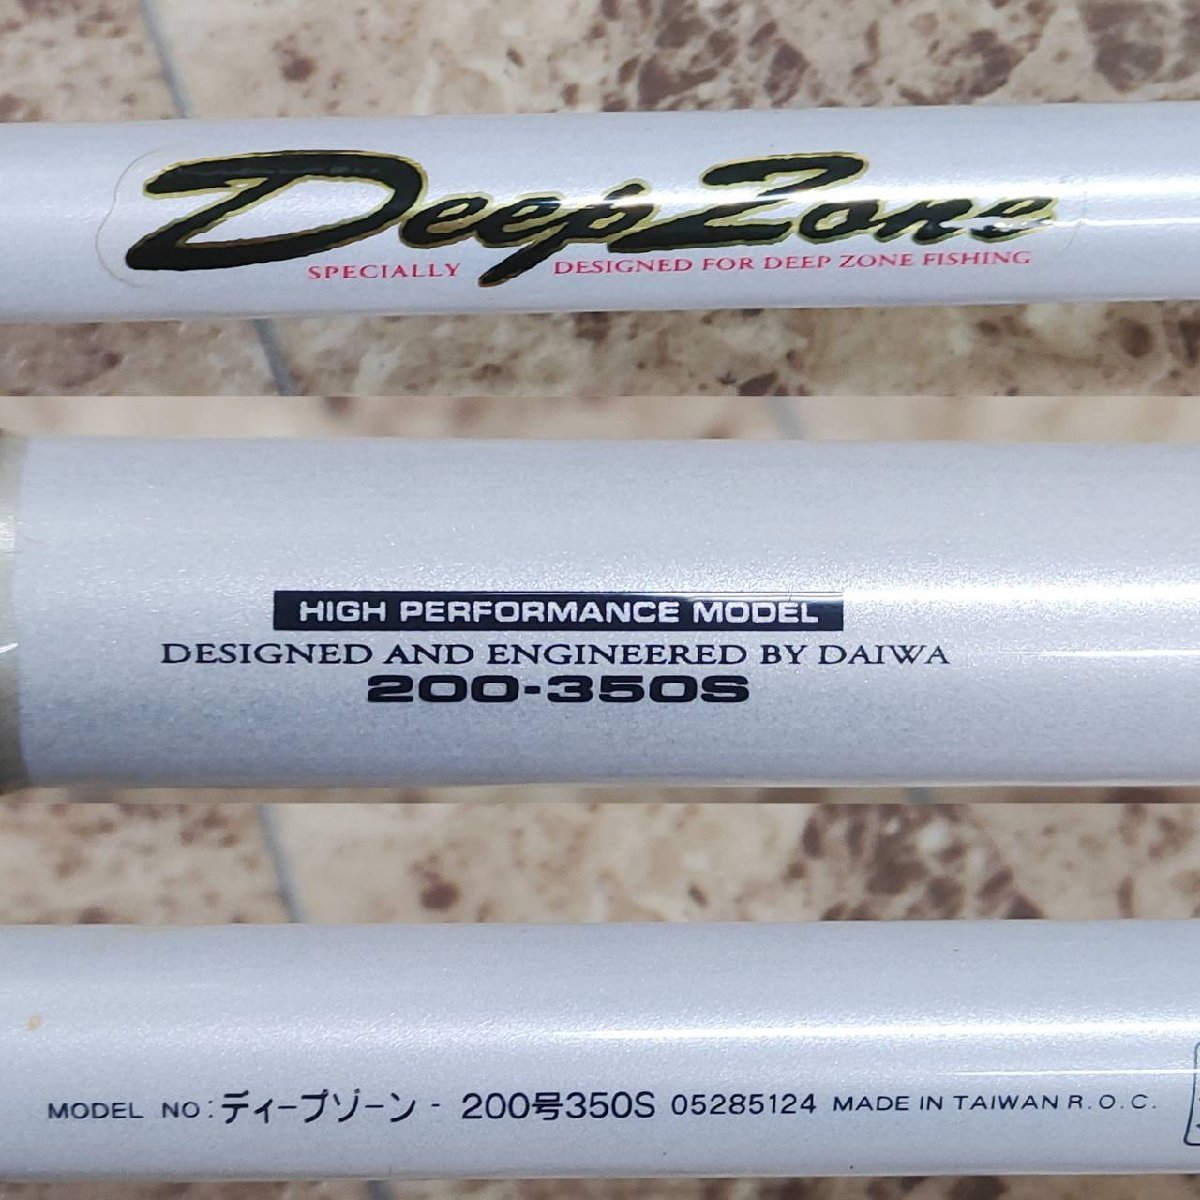 DeepZone
SPECIALLY DESIGNED FOR DEEP ZONE FISHING
HIGH PERFORMANCE MODEL
DESIGNED AND ENGINEERED BY DAIWA
200-350S
MODEL NO:ディープゾーン- 200号350S 05285124 MADE IN TAIWAN R.O.C.